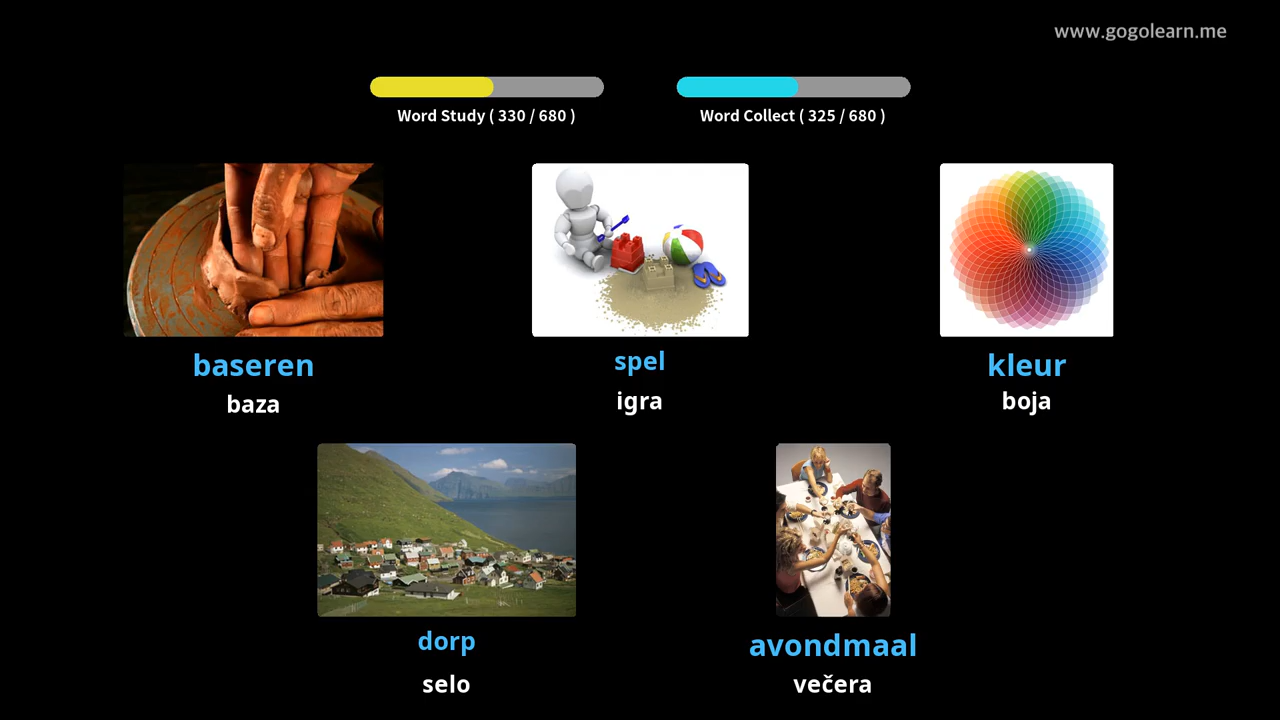 www.gogolearn.me
Word Study ( 330 / 680 )
Word Collect ( 325 / 680 )
baseren
baza
spel
igra
kleur
boja
dorp
selo
avondmaal
večera